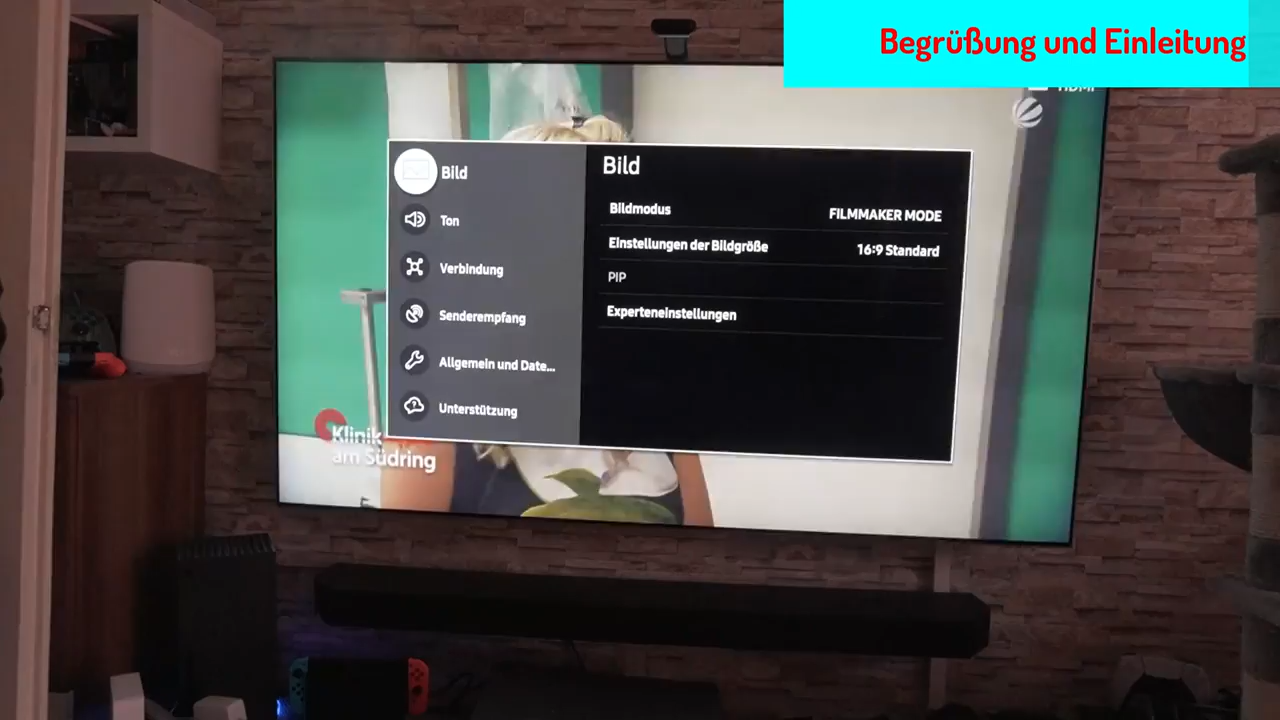 Begrüßung und Einleitung
HDMI
Bild
Ton
Verbindung
Senderempfang
Allgemein und Date...
Unterstützung
Bild
Bildmodus FILMMAKER MODE
Einstellungen der Bildgröße 16:9 Standard
PIP
Experteneinstellungen
Klinik
am Südring